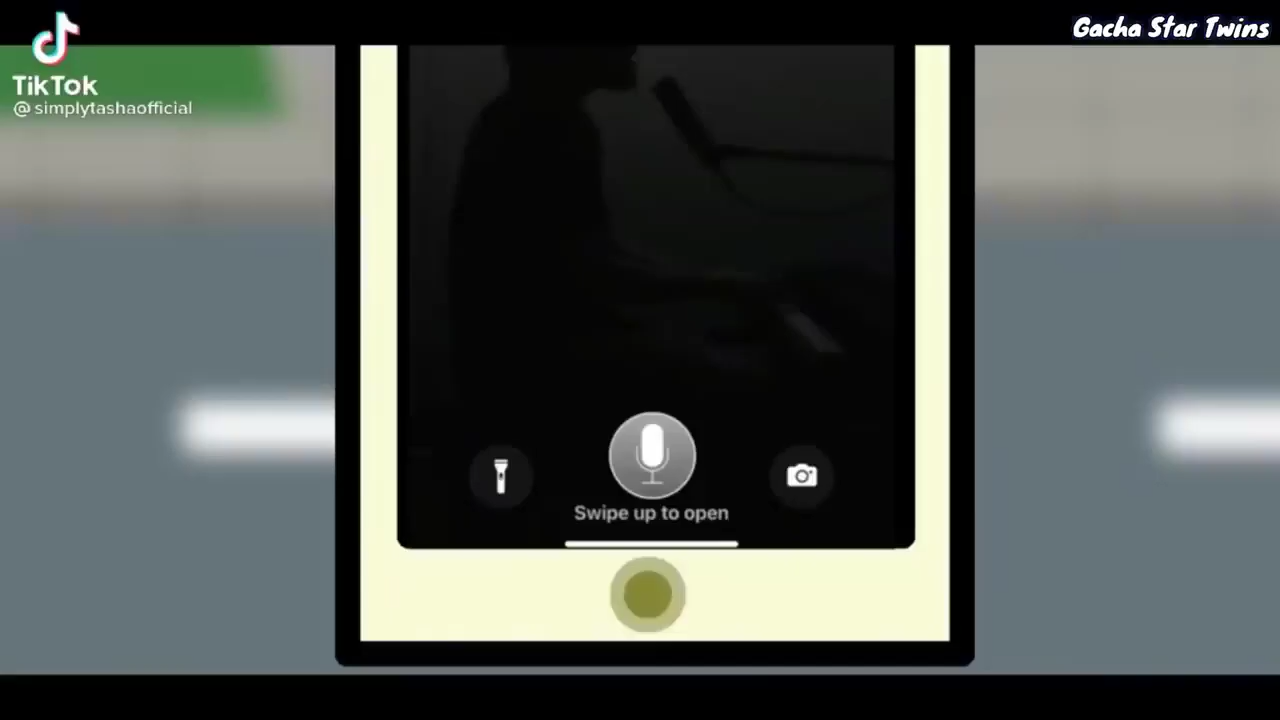 Gacha Star Twins
TikTok
@simplytashaofficial
Swipe up to open